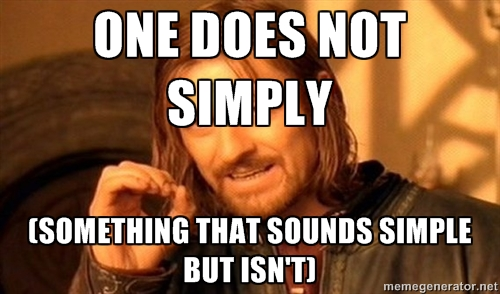 ONE DOES NOT
SIMPLY
(SOMETHING THAT SOUNDS SIMPLE
BUT ISN'T)
memegenerator.net